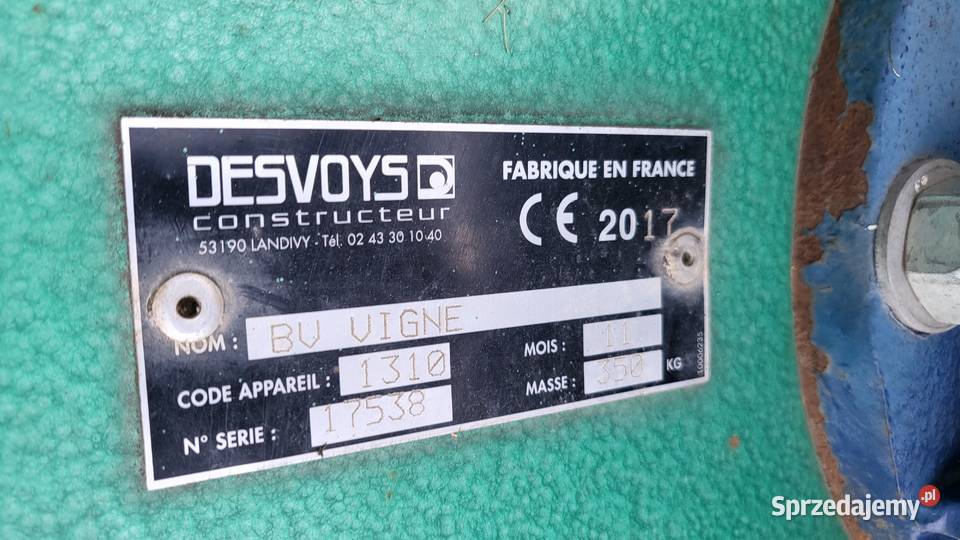 DESVOYS
constructeur
53190 LANDIVY - Tél. 02 43 30 10 40
FABRIQUE EN FRANCE
CE 2017
NOM : BV VIGNE
CODE APPAREIL : 1310
N° SERIE : 17538
MOIS : 11
MASSE : 350 KG
10006235
Sprzedajemy.pl